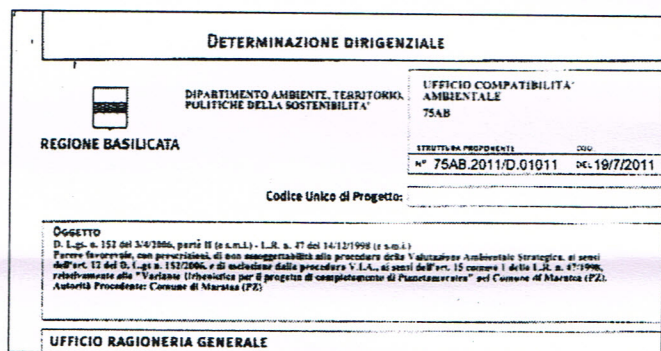 DETERMINAZIONE DIRIGENZIALE
DIPARTIMENTO AMBIENTE, TERRITORIO,
POLITICHE DELLA SOSTENIBILITA'
UFFICIO COMPATIBILITA'
AMBIENTALE
75AB
REGIONE BASILICATA
STRUTTURA PROPONENTE COD.
N° 75AB.2011/D.01011 DEL 19/7/2011
Codice Unico di Progetto:
OGGETTO
D. L.gs. n. 152 del 3/4/2006, parte II (e s.m.i.) - L.R. n. 47 del 14/12/1998 (e s.m.i.)
Parere favorevole, con prescrizioni, di non assoggettabilità alla procedura della Valutazione Ambientale Strategica, ai sensi
dell'art. 12 del D. L.gs n. 152/2006, e di esclusione dalla procedura V.I.A., ai sensi dell'art. 15 comma 1 della L.R. n. 47/1998,
relativamente alla "Variante Urbanistica per il progetto di completamento di Pianetamaratea" nel Comune di Maratea (PZ).
Autorità Procedente: Comune di Maratea (PZ)
UFFICIO RAGIONERIA GENERALE